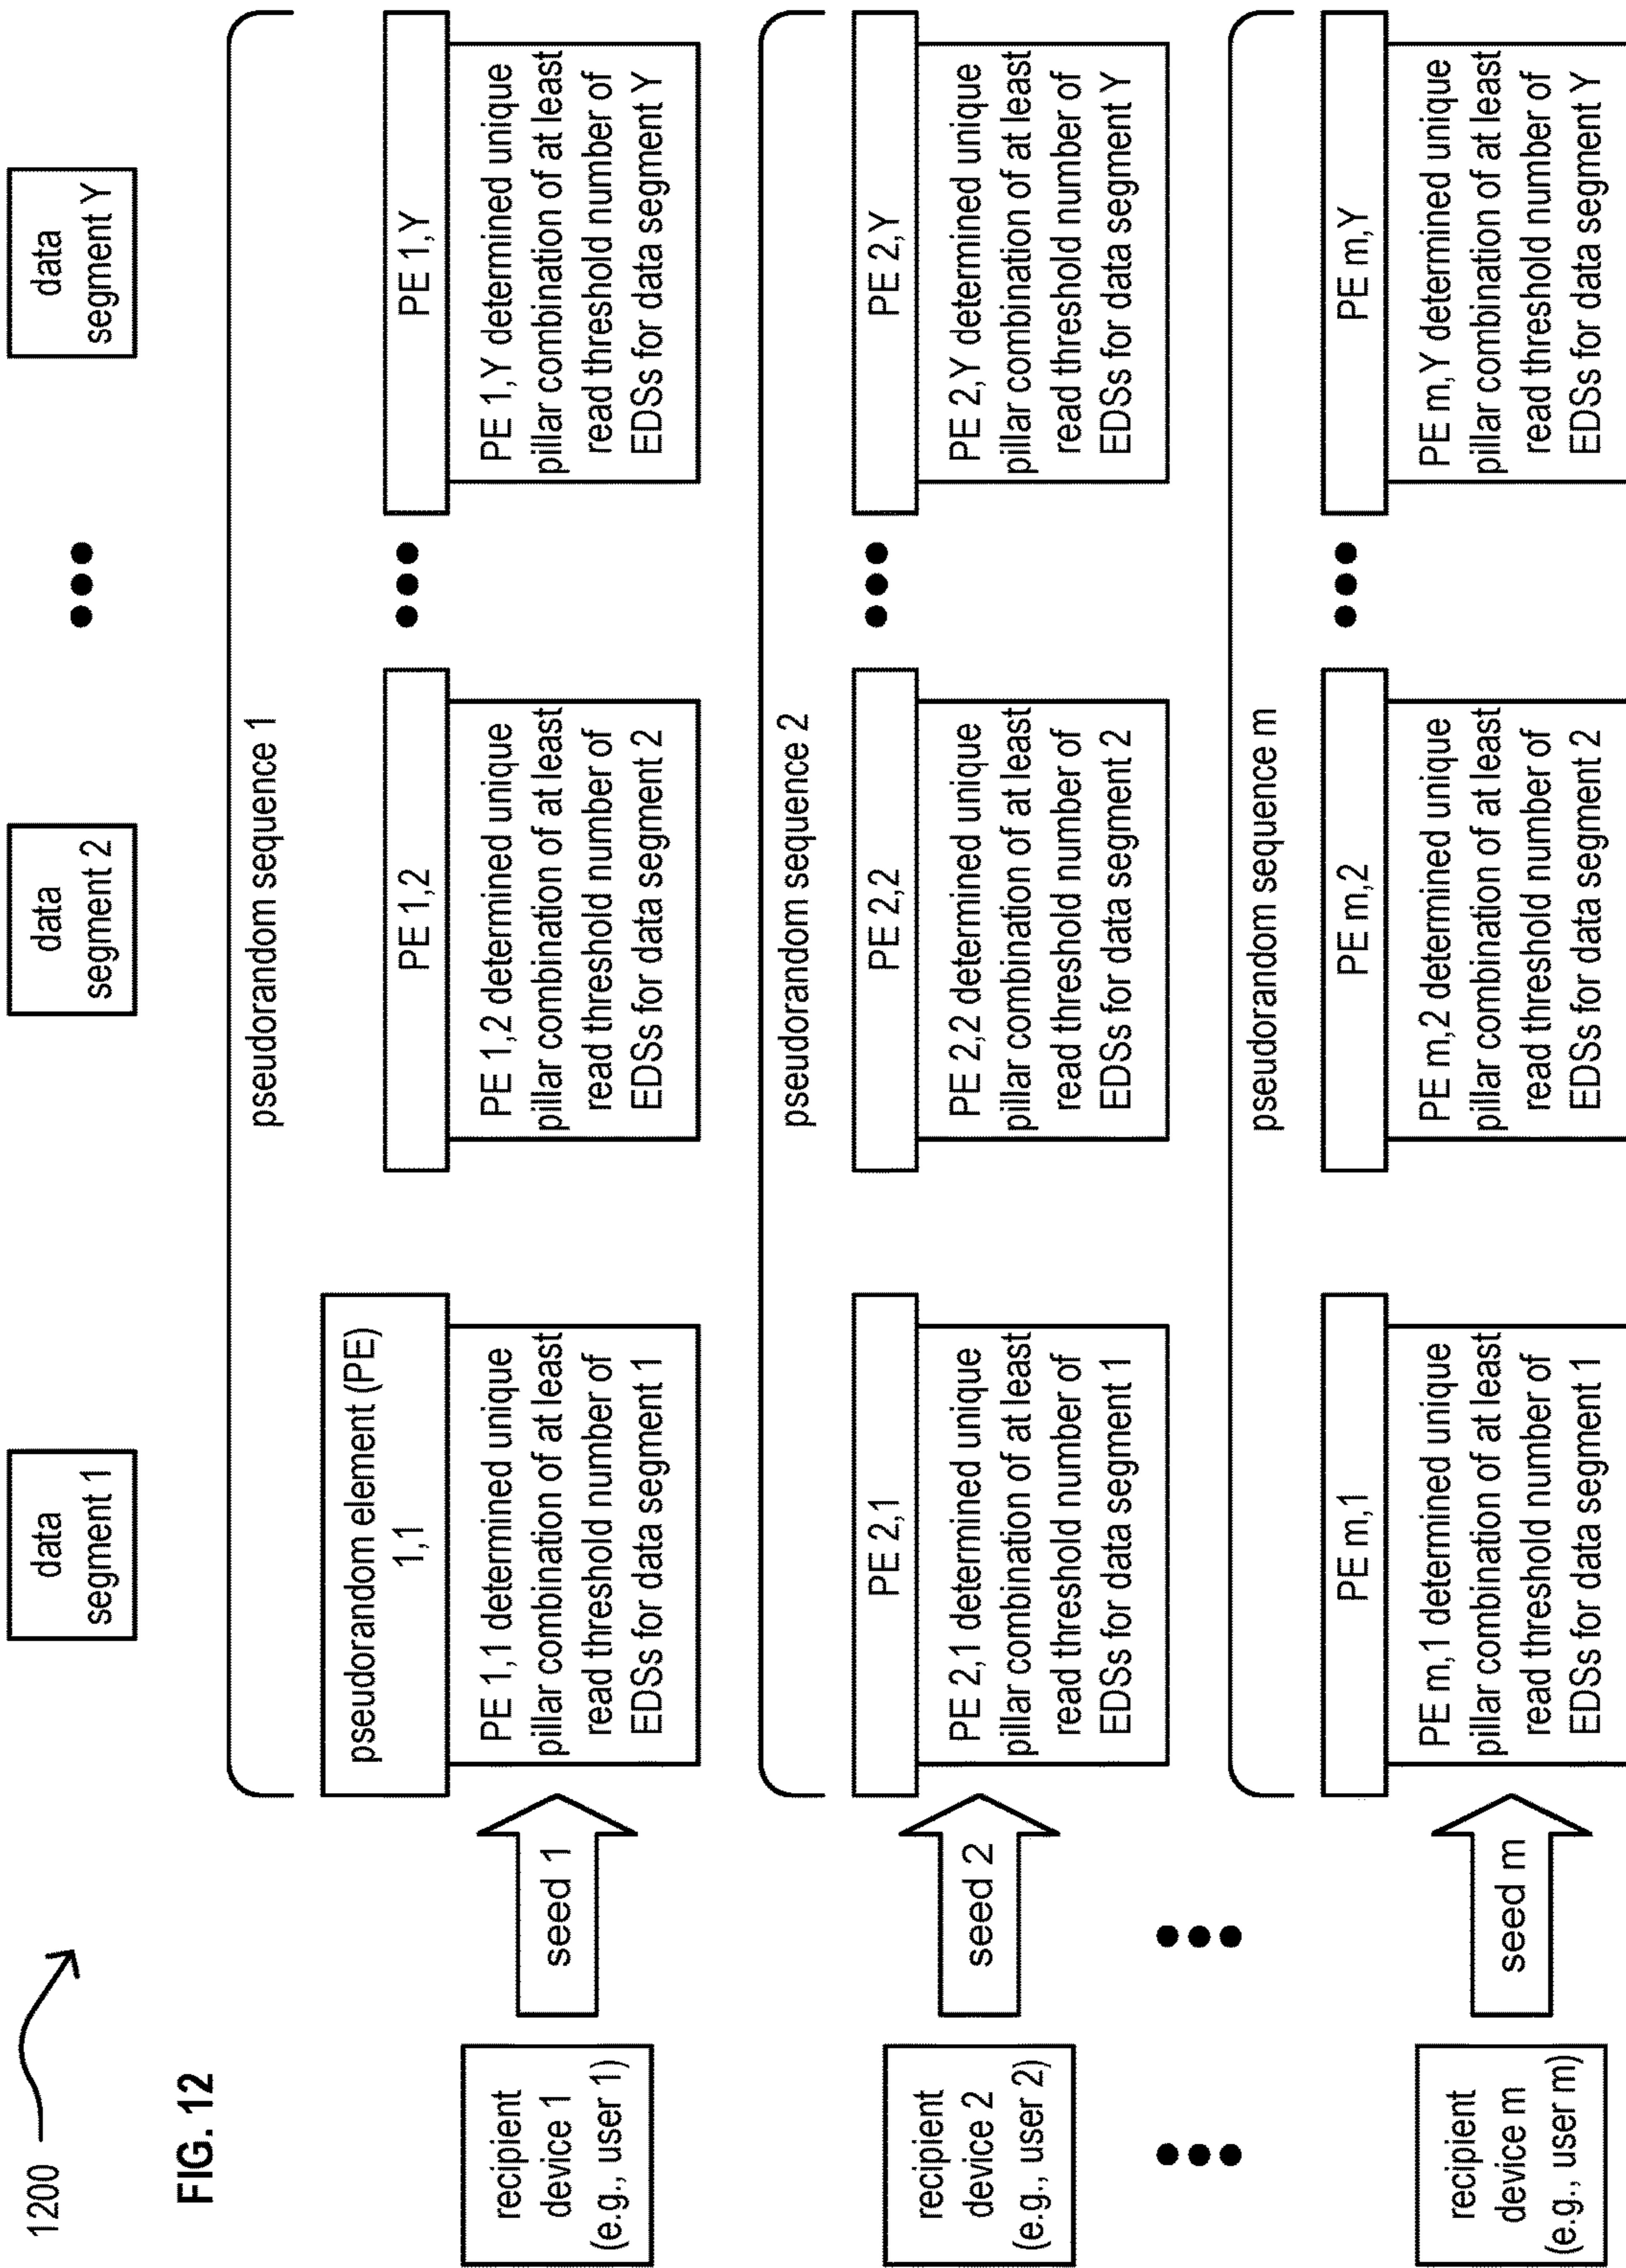 1200
FIG. 12
data
segment 1
data
segment 2
data
segment Y
pseudorandom sequence 1
recipient
device 1
(e.g., user 1)
seed 1
pseudorandom element (PE)
1,1
PE 1,1 determined unique
pillar combination of at least
read threshold number of
EDSs for data segment 1
PE 1,2
PE 1,2 determined unique
pillar combination of at least
read threshold number of
EDSs for data segment 2
PE 1,Y
PE 1,Y determined unique
pillar combination of at least
read threshold number of
EDSs for data segment Y
pseudorandom sequence 2
recipient
device 2
(e.g., user 2)
seed 2
PE 2,1
PE 2,1 determined unique
pillar combination of at least
read threshold number of
EDSs for data segment 1
PE 2,2
PE 2,2 determined unique
pillar combination of at least
read threshold number of
EDSs for data segment 2
PE 2,Y
PE 2,Y determined unique
pillar combination of at least
read threshold number of
EDSs for data segment Y
pseudorandom sequence m
recipient
device m
(e.g., user m)
seed m
PE m,1
PE m,1 determined unique
pillar combination of at least
read threshold number of
EDSs for data segment 1
PE m,2
PE m,2 determined unique
pillar combination of at least
read threshold number of
EDSs for data segment 2
PE m,Y
PE m,Y determined unique
pillar combination of at least
read threshold number of
EDSs for data segment Y